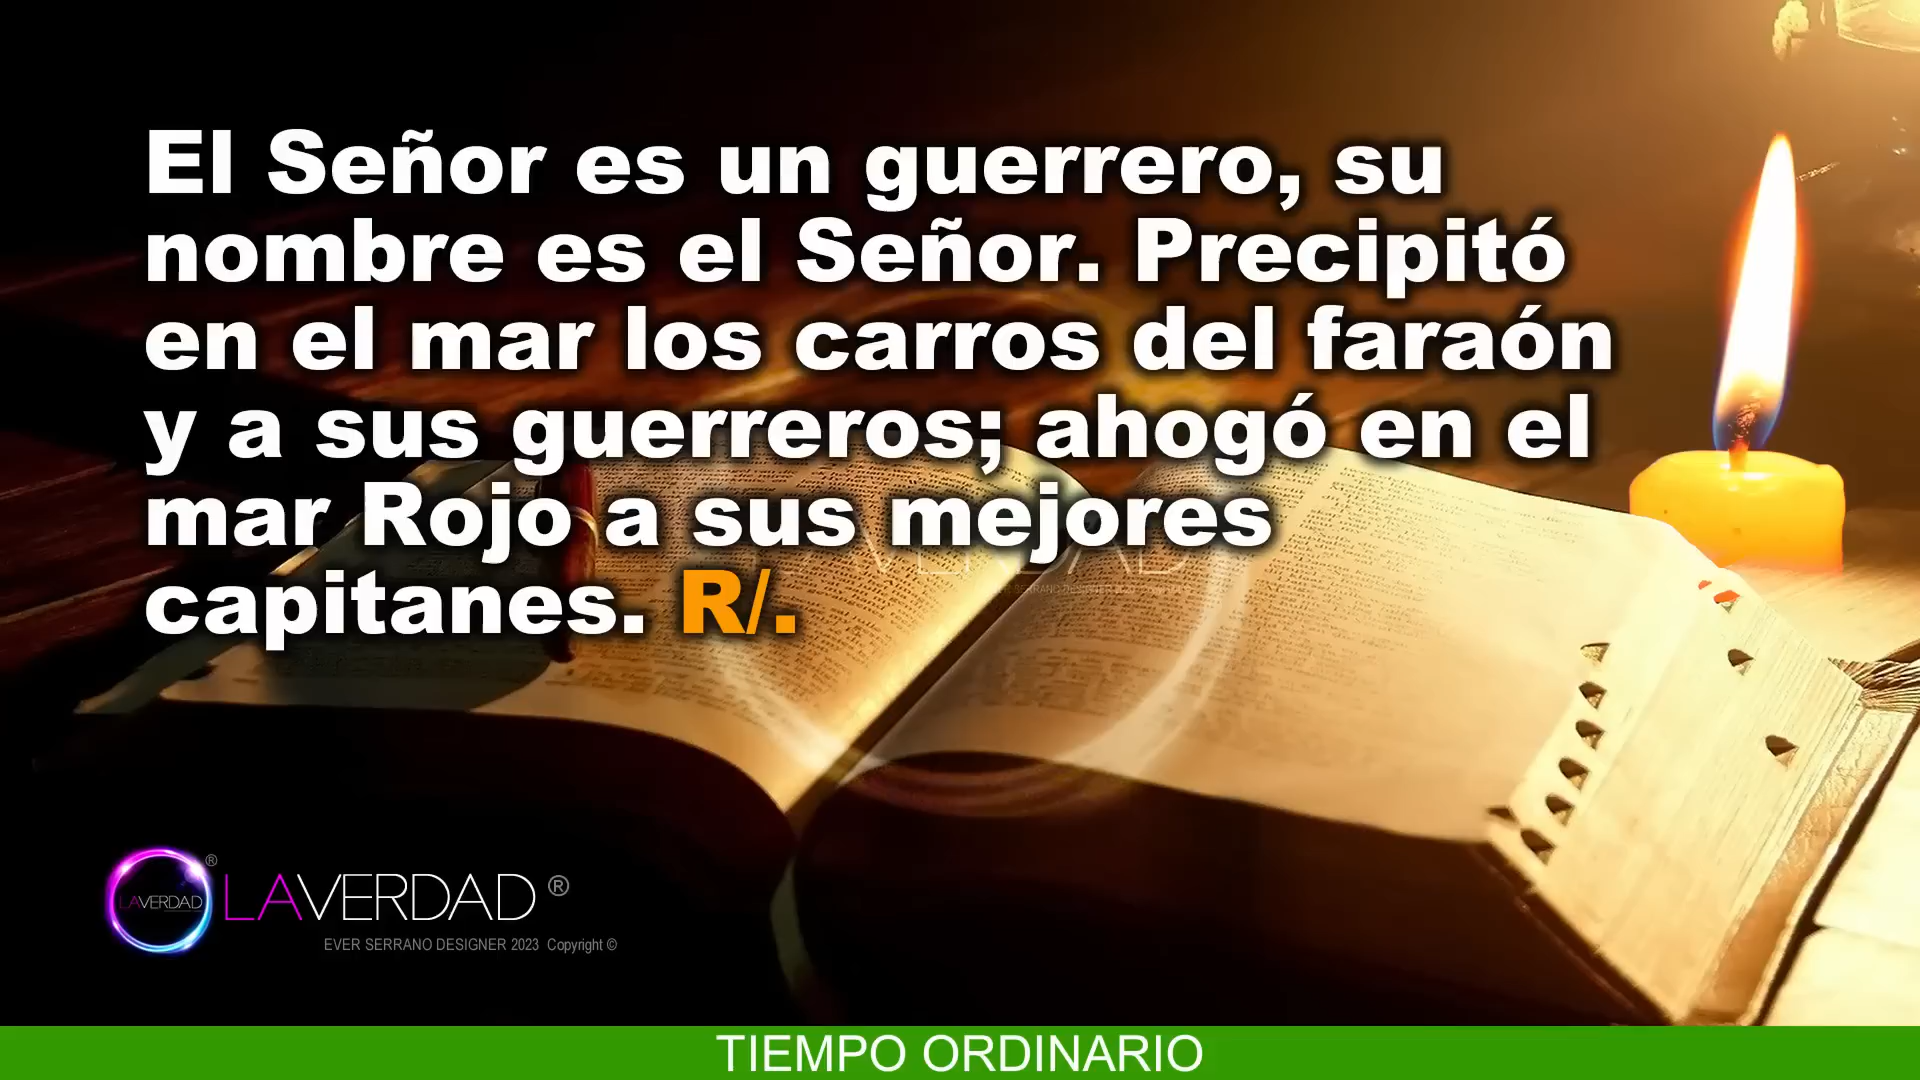 El Señor es un guerrero, su
nombre es el Señor. Precipitó
en el mar los carros del faraón
y a sus guerreros; ahogó en el
mar Rojo a sus mejores
capitanes. R/.
LAVERDAD ®
LAVERDAD ®
EVER SERRANO DESIGNER 2023 Copyright ©
TIEMPO ORDINARIO